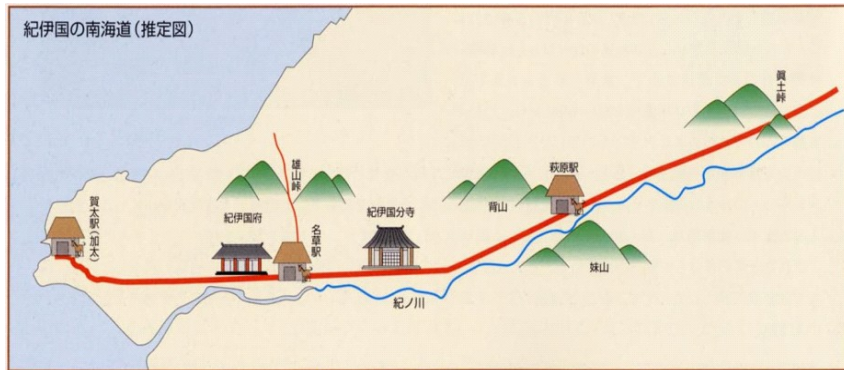 紀伊国の南海道（推定図）
眞土峠
萩原駅
背山
妹山
雄山峠
紀伊国府
名草駅
紀伊国分寺
賀太駅（加太）
紀ノ川